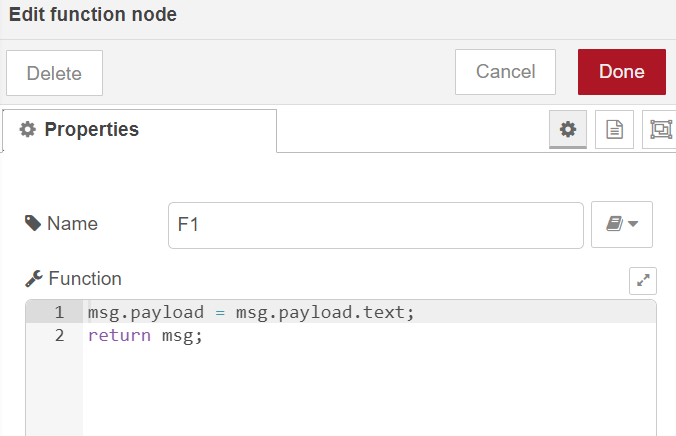 Edit function node
Delete
Cancel
Done
Properties
Name
F1
Function
1 msg.payload = msg.payload.text;
2 return msg;